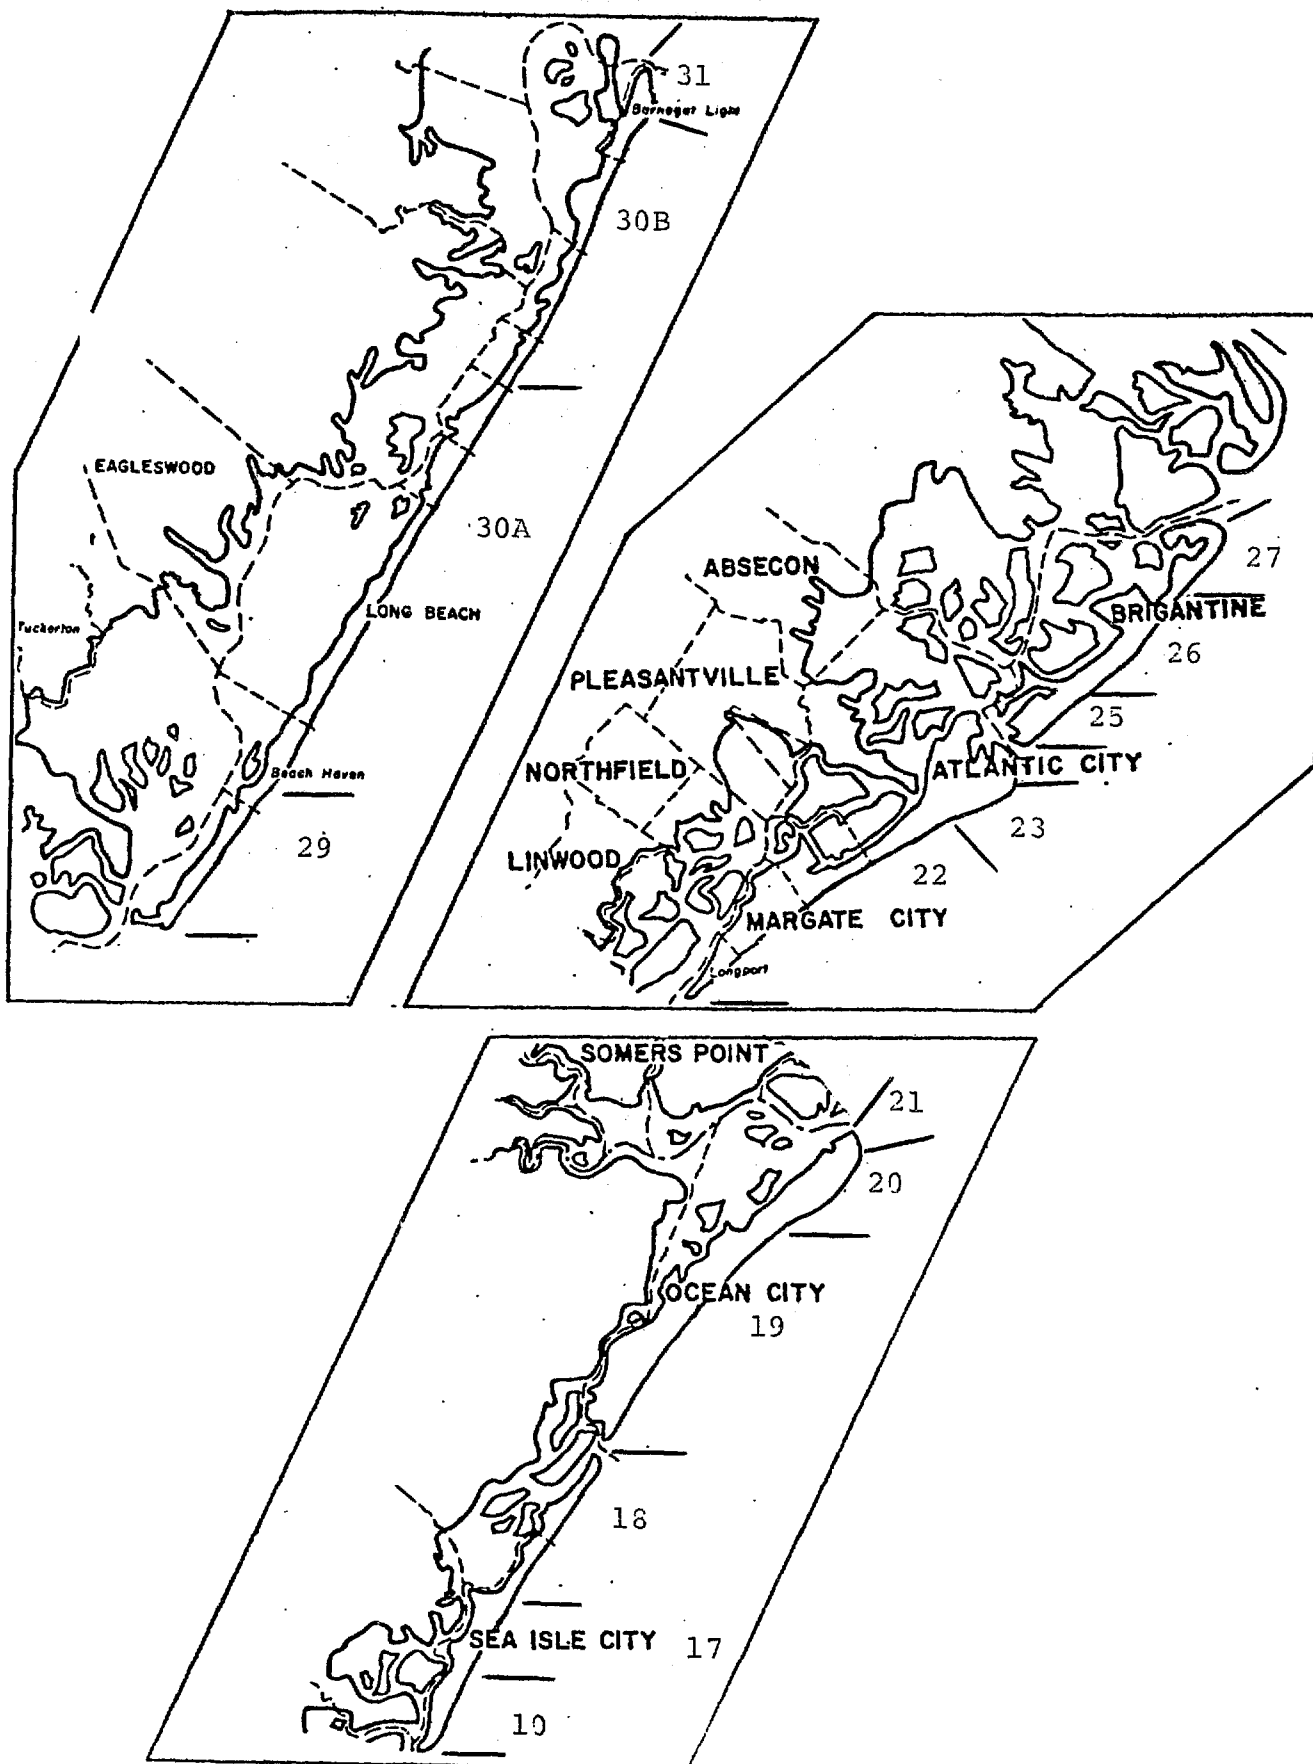 31
Barnegat Light
30B
EAGLESWOOD
30A
LONG BEACH
Tuckerton
Beach Haven
29
ABSECON
27
BRIGANTINE
26
PLEASANTVILLE
25
NORTHFIELD
ATLANTIC CITY
23
LINWOOD
22
MARGATE CITY
Longport
SOMERS POINT
21
20
OCEAN CITY
19
18
SEA ISLE CITY
17